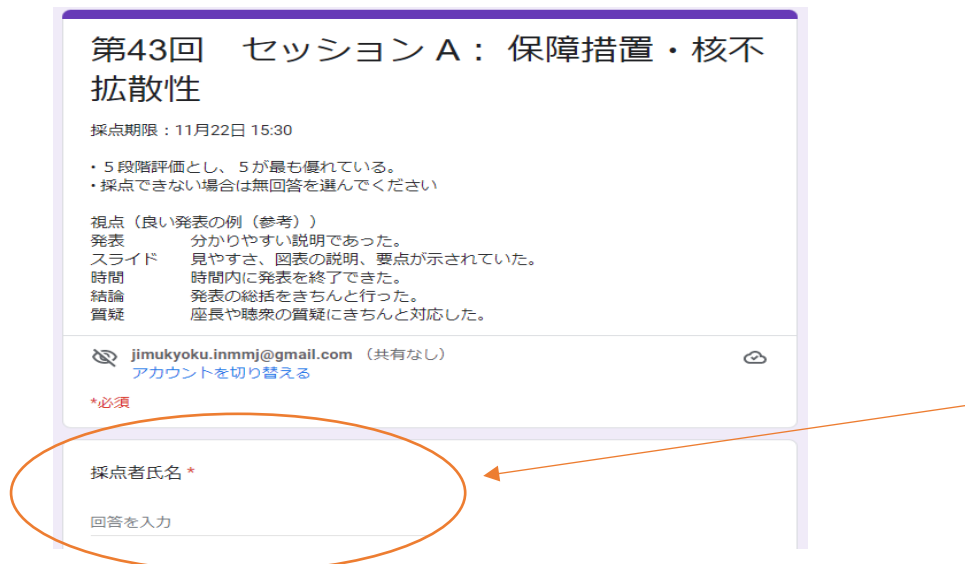 第43回　セッション A： 保障措置・核不
拡散性
採点期限：11月22日 15:30
・５段階評価とし、５が最も優れている。
・採点できない場合は無回答を選んでください
視点（良い発表の例（参考））
発表　　　分かりやすい説明であった。
スライド　見やすさ、図表の説明、要点が示されていた。
時間　　　時間内に発表を終了できた。
結論　　　発表の総括をきちんと行った。
質疑　　　座長や聴衆の質疑にきちんと対応した。
jimukyoku.inmmj@gmail.com （共有なし）
アカウントを切り替える
*必須
採点者氏名 *
回答を入力